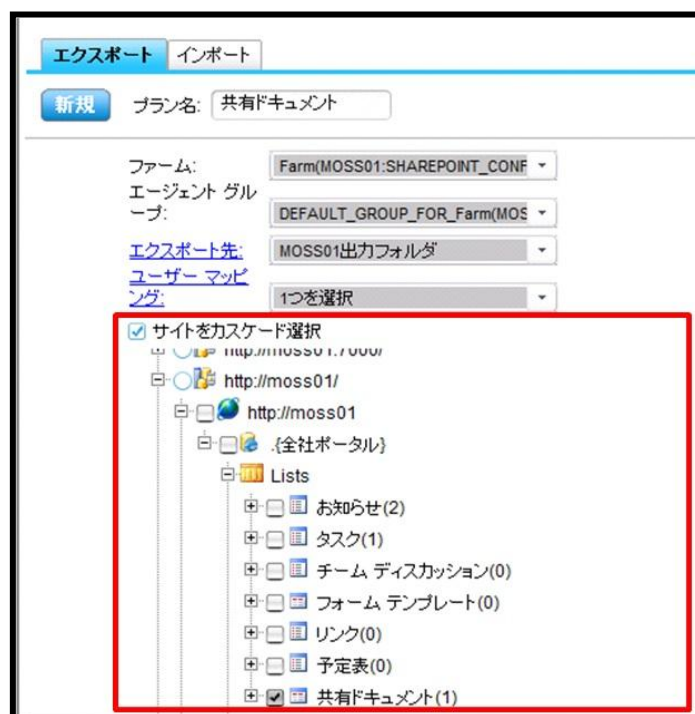 エクスポート インポート
新規 プラン名: 共有ドキュメント
ファーム: Farm(MOSS01:SHAREPOINT_CONF
エージェント グル
ープ: DEFAULT_GROUP_FOR_Farm(MOS
エクスポート先: MOSS01出力フォルダ
ユーザー マッピ
ング: 1つを選択
サイトをカスケード選択
http://moss01:7000/
http://moss01/
http://moss01
.{全社ポータル}
Lists
お知らせ(2)
タスク(1)
チーム ディスカッション(0)
フォーム テンプレート(0)
リンク(0)
予定表(0)
共有ドキュメント(1)